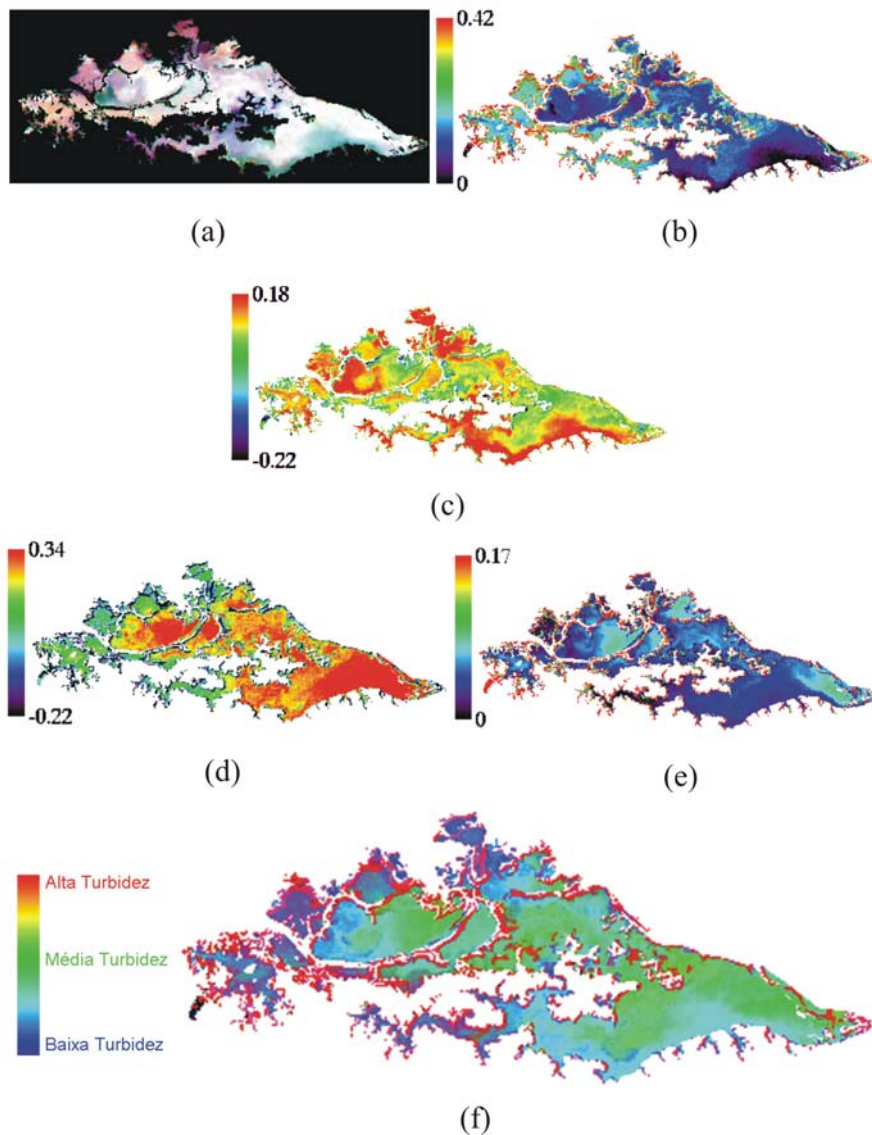 0.42
0
(a)
(b)
0.18
-0.22
(c)
0.34
-0.22
0.17
0
(d)
(e)
Alta Turbidez
Média Turbidez
Baixa Turbidez
(f)